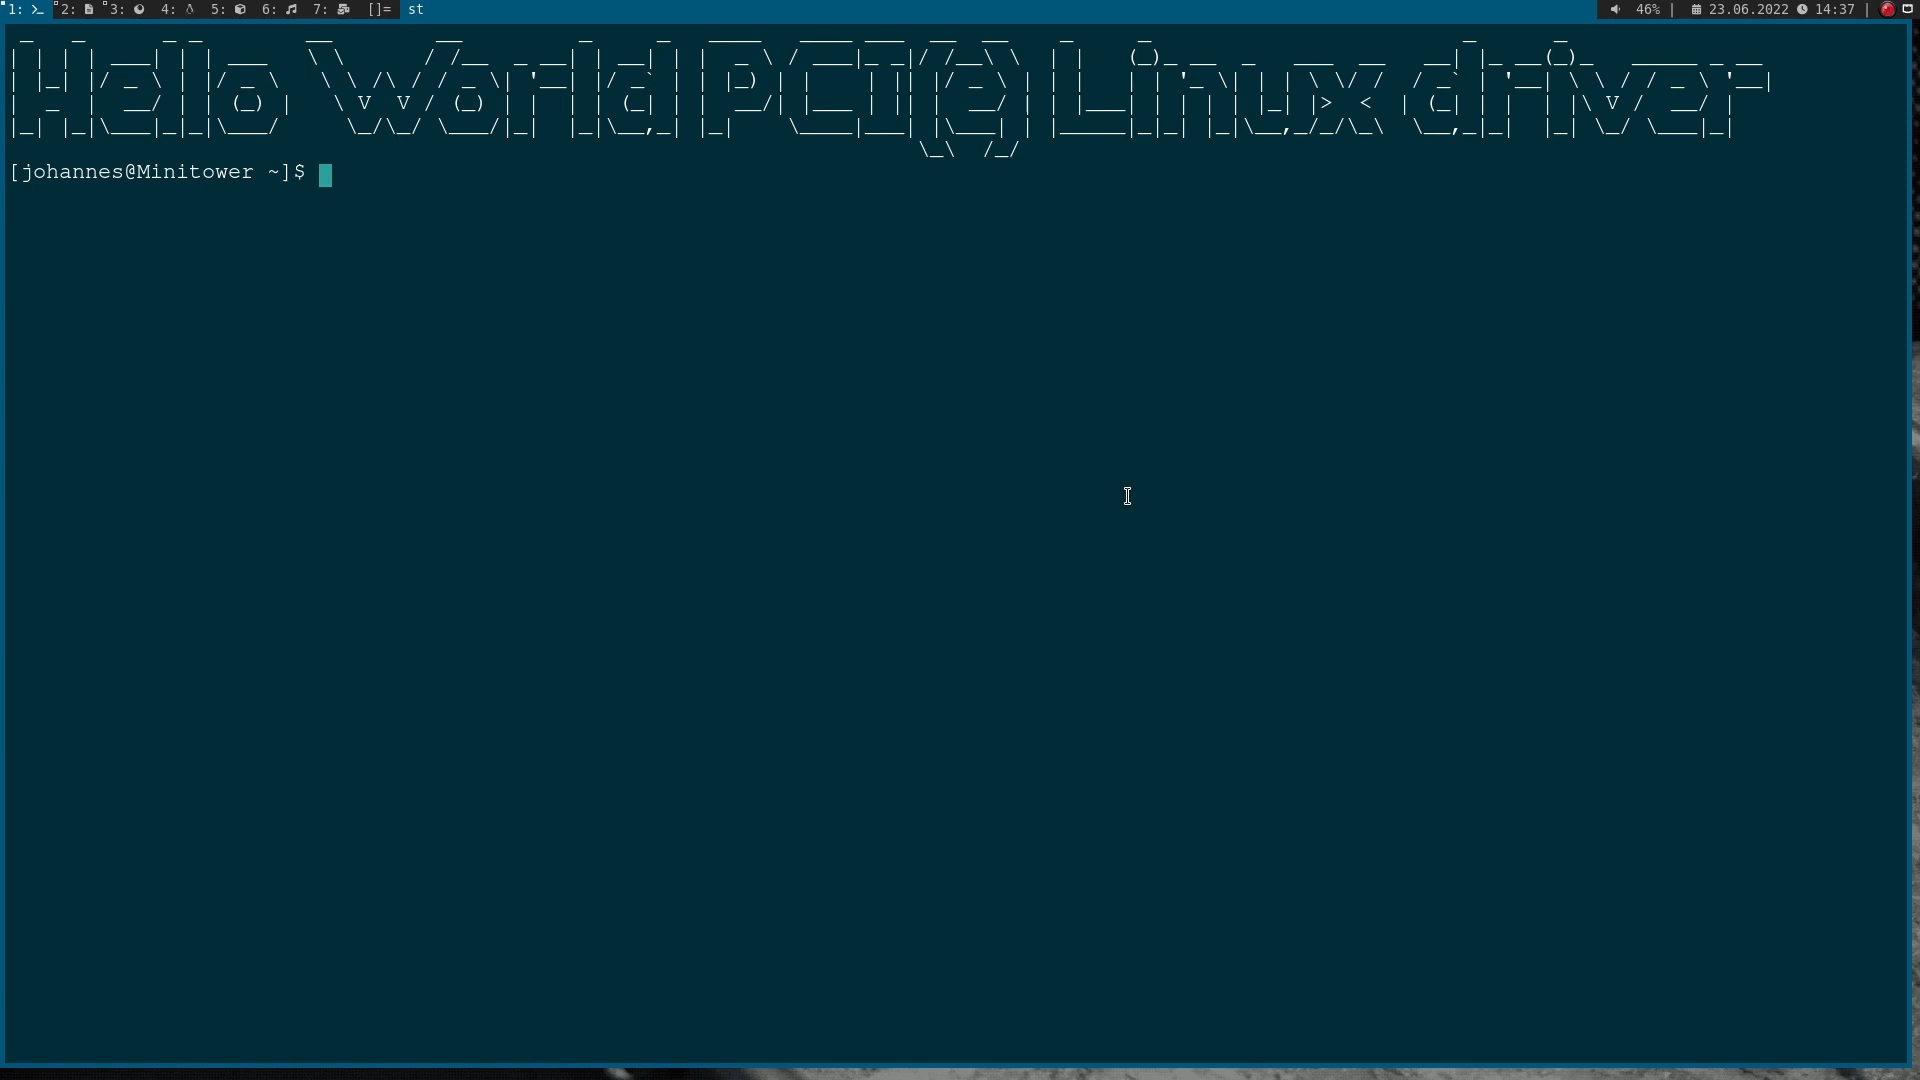 1: 2: 3: 4: 5: 6: 7: []= st 46% | 23.06.2022 14:37 |
Hello World PCI(e) Linux driver
[johannes@Minitower ~]$